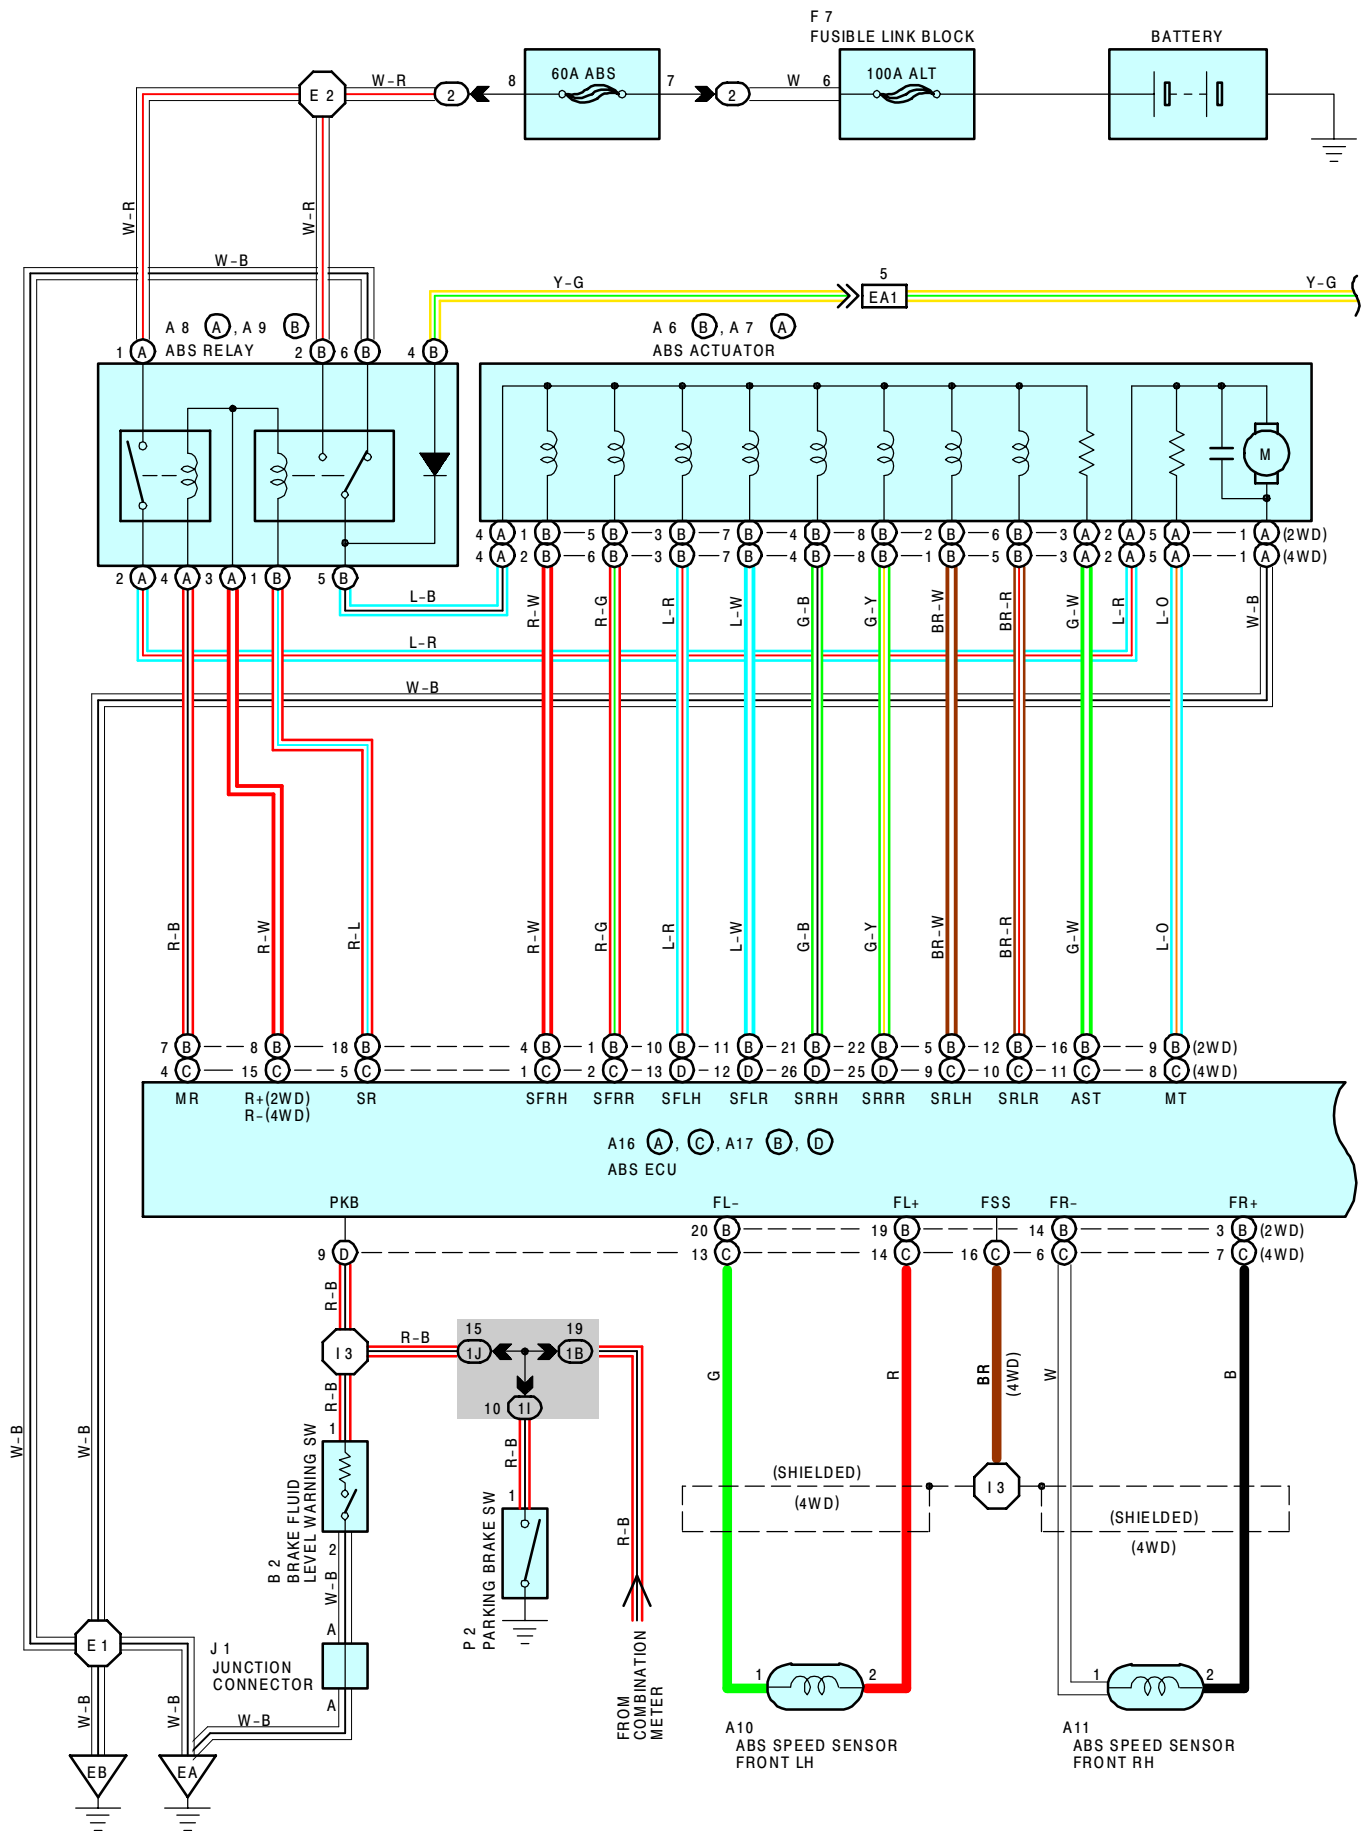 F 7
FUSIBLE LINK BLOCK
BATTERY
W-R
2
8
60A ABS
7
2
W
6
100A ALT
E 2
W-R
W-R
W-B
Y-G
5
EA1
Y-G
A 8 A, A 9 B
ABS RELAY
1 A
2 B
6 B
4 B
A 6 B, A 7 A
ABS ACTUATOR
M
4 A 1 B 5 B 3 B 7 B 4 B 8 B 2 B 6 B 3 A 2 A 5 A 1 A (2WD)
4 A 2 B 6 B 3 B 7 B 4 B 8 B 1 B 5 B 3 A 2 A 5 A 1 A (4WD)
2 A 4 A 3 A 1 B 5 B
L-B
R-W
R-G
L-R
L-W
G-B
G-Y
BR-W
BR-R
G-W
L-R
L-O
W-B
L-R
W-B
R-B
R-W
R-L
R-W
R-G
L-R
L-W
G-B
G-Y
BR-W
BR-R
G-W
L-O
7 B 8 B 18 B 4 B 1 B 10 B 11 B 21 B 22 B 5 B 12 B 16 B 9 B (2WD)
4 C 15 C 5 C 1 C 2 C 13 D 12 D 26 D 25 D 9 C 10 C 11 C 8 C (4WD)
MR
R+(2WD)
R-(4WD)
SR
SFRH
SFRR
SFLH
SFLR
SRRH
SRRR
SRLH
SRLR
AST
MT
A16 A, C, A17 B, D
ABS ECU
PKB
FL-
FL+
FSS
FR-
FR+
20 B 19 B 14 B 3 B (2WD)
9 D 13 C 14 C 16 C 6 C 7 C (4WD)
R-B
I 3
R-B
15
1J
19
1B
10 1I
R-B
1
R-B
1
R-B
G
R
BR
(4WD)
W
B
W-B
W-B
B 2
BRAKE FLUID
LEVEL WARNING SW
2
W-B
A
P 2
PARKING BRAKE SW
(SHIELDED)
(4WD)
I 3
(SHIELDED)
(4WD)
E 1
J 1
JUNCTION
CONNECTOR
A
W-B
W-B
W-B
FROM
COMBINATION
METER
1
2
A10
ABS SPEED SENSOR
FRONT LH
1
2
A11
ABS SPEED SENSOR
FRONT RH
EB
EA